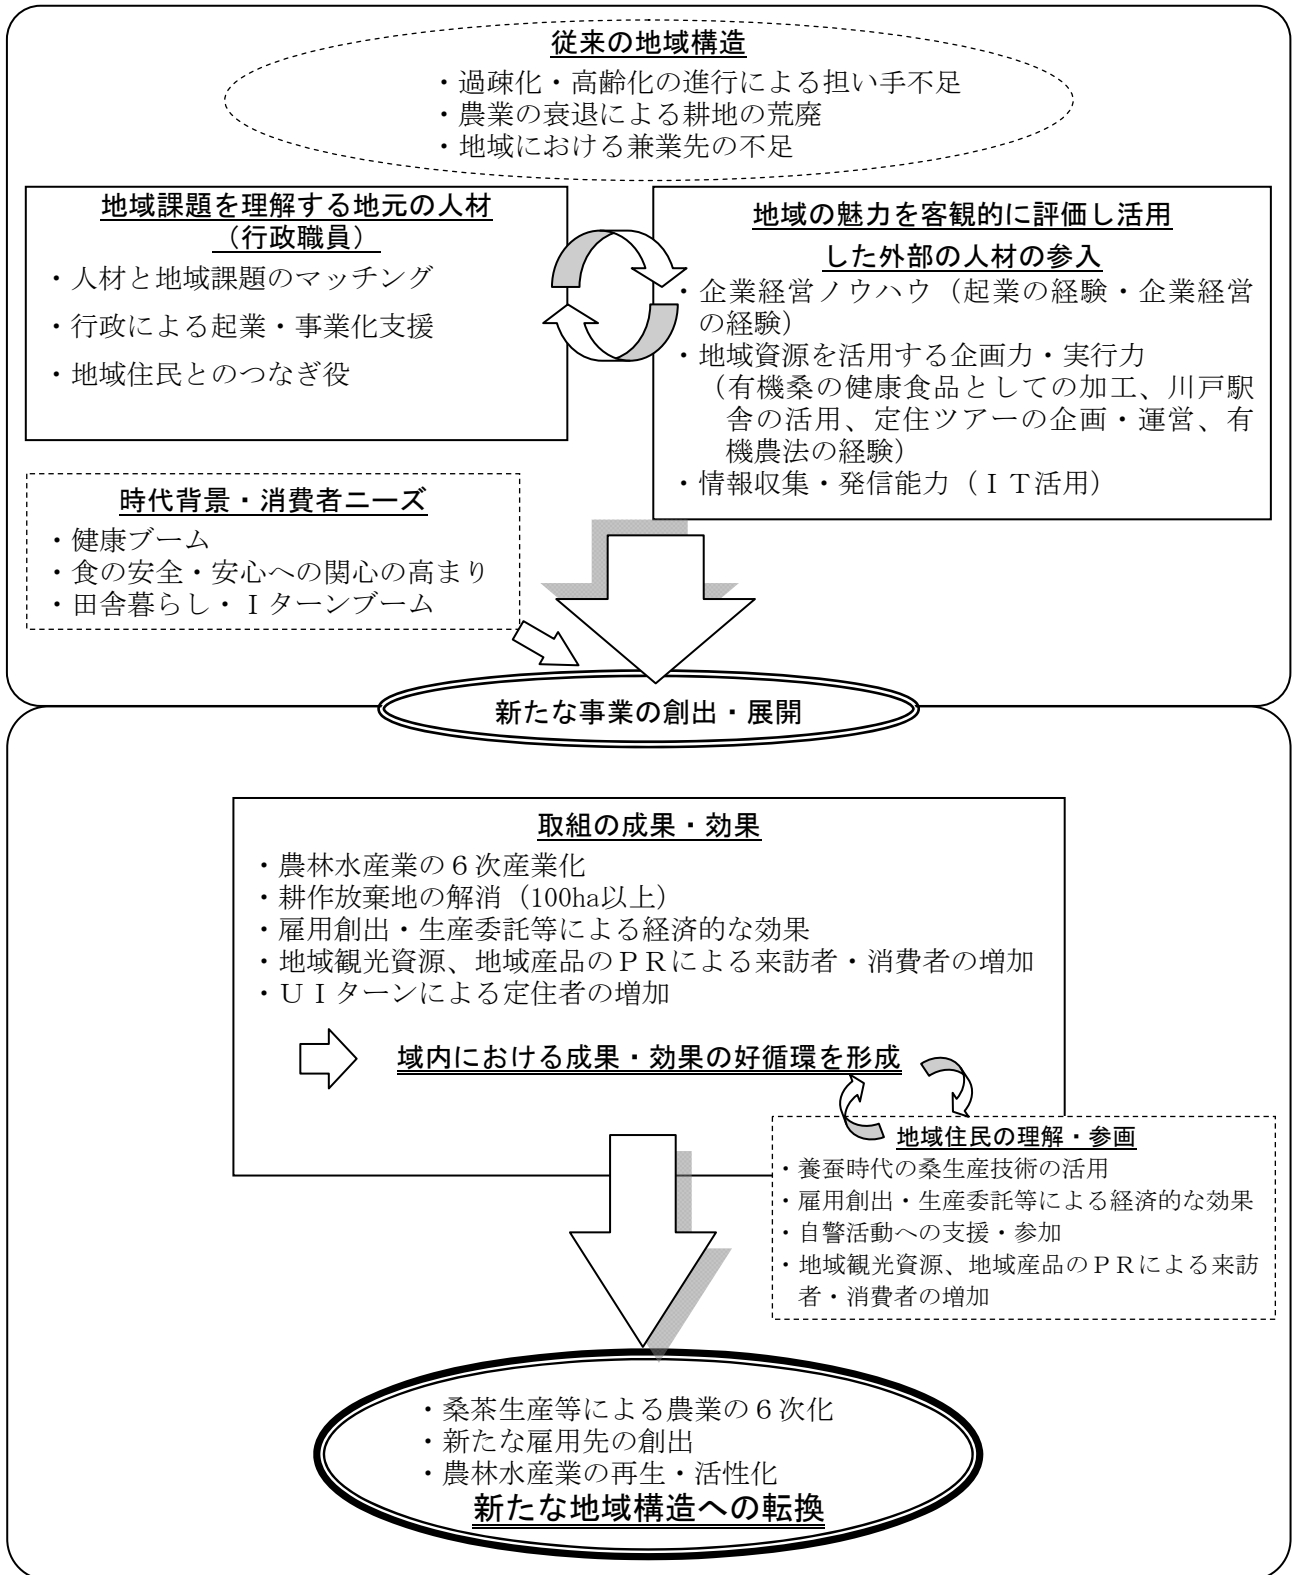 従来の地域構造
・過疎化・高齢化の進行による担い手不足
・農業の衰退による耕地の荒廃
・地域における兼業先の不足
地域課題を理解する地元の人材
（行政職員）
・人材と地域課題のマッチング
・行政による起業・事業化支援
・地域住民とのつなぎ役
地域の魅力を客観的に評価し活用
した外部の人材の参入
・企業経営ノウハウ（起業の経験・企業経営
の経験）
・地域資源を活用する企画力・実行力
（有機桑の健康食品としての加工、川戸駅
舎の活用、定住ツアーの企画・運営、有
機農法の経験）
・情報収集・発信能力（ＩＴ活用）
時代背景・消費者ニーズ
・健康ブーム
・食の安全・安心への関心の高まり
・田舎暮らし・Ｉターンブーム
新たな事業の創出・展開
取組の成果・効果
・農林水産業の６次産業化
・耕作放棄地の解消（100ha以上）
・雇用創出・生産委託等による経済的な効果
・地域観光資源、地域産品のＰＲによる来訪者・消費者の増加
・ＵＩターンによる定住者の増加
域内における成果・効果の好循環を形成
地域住民の理解・参画
・養蚕時代の桑生産技術の活用
・雇用創出・生産委託等による経済的な効果
・自警活動への支援・参加
・地域観光資源、地域産品のＰＲによる来訪
者・消費者の増加
・桑茶生産等による農業の６次化
・新たな雇用先の創出
・農林水産業の再生・活性化
新たな地域構造への転換